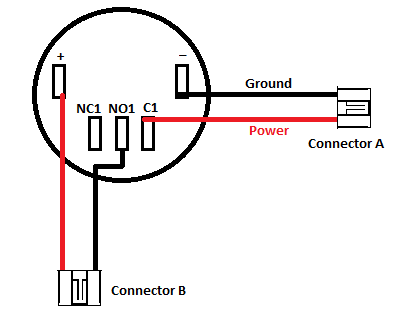 + −
NC1 NO1 C1
Ground
Power
Connector A
Connector B